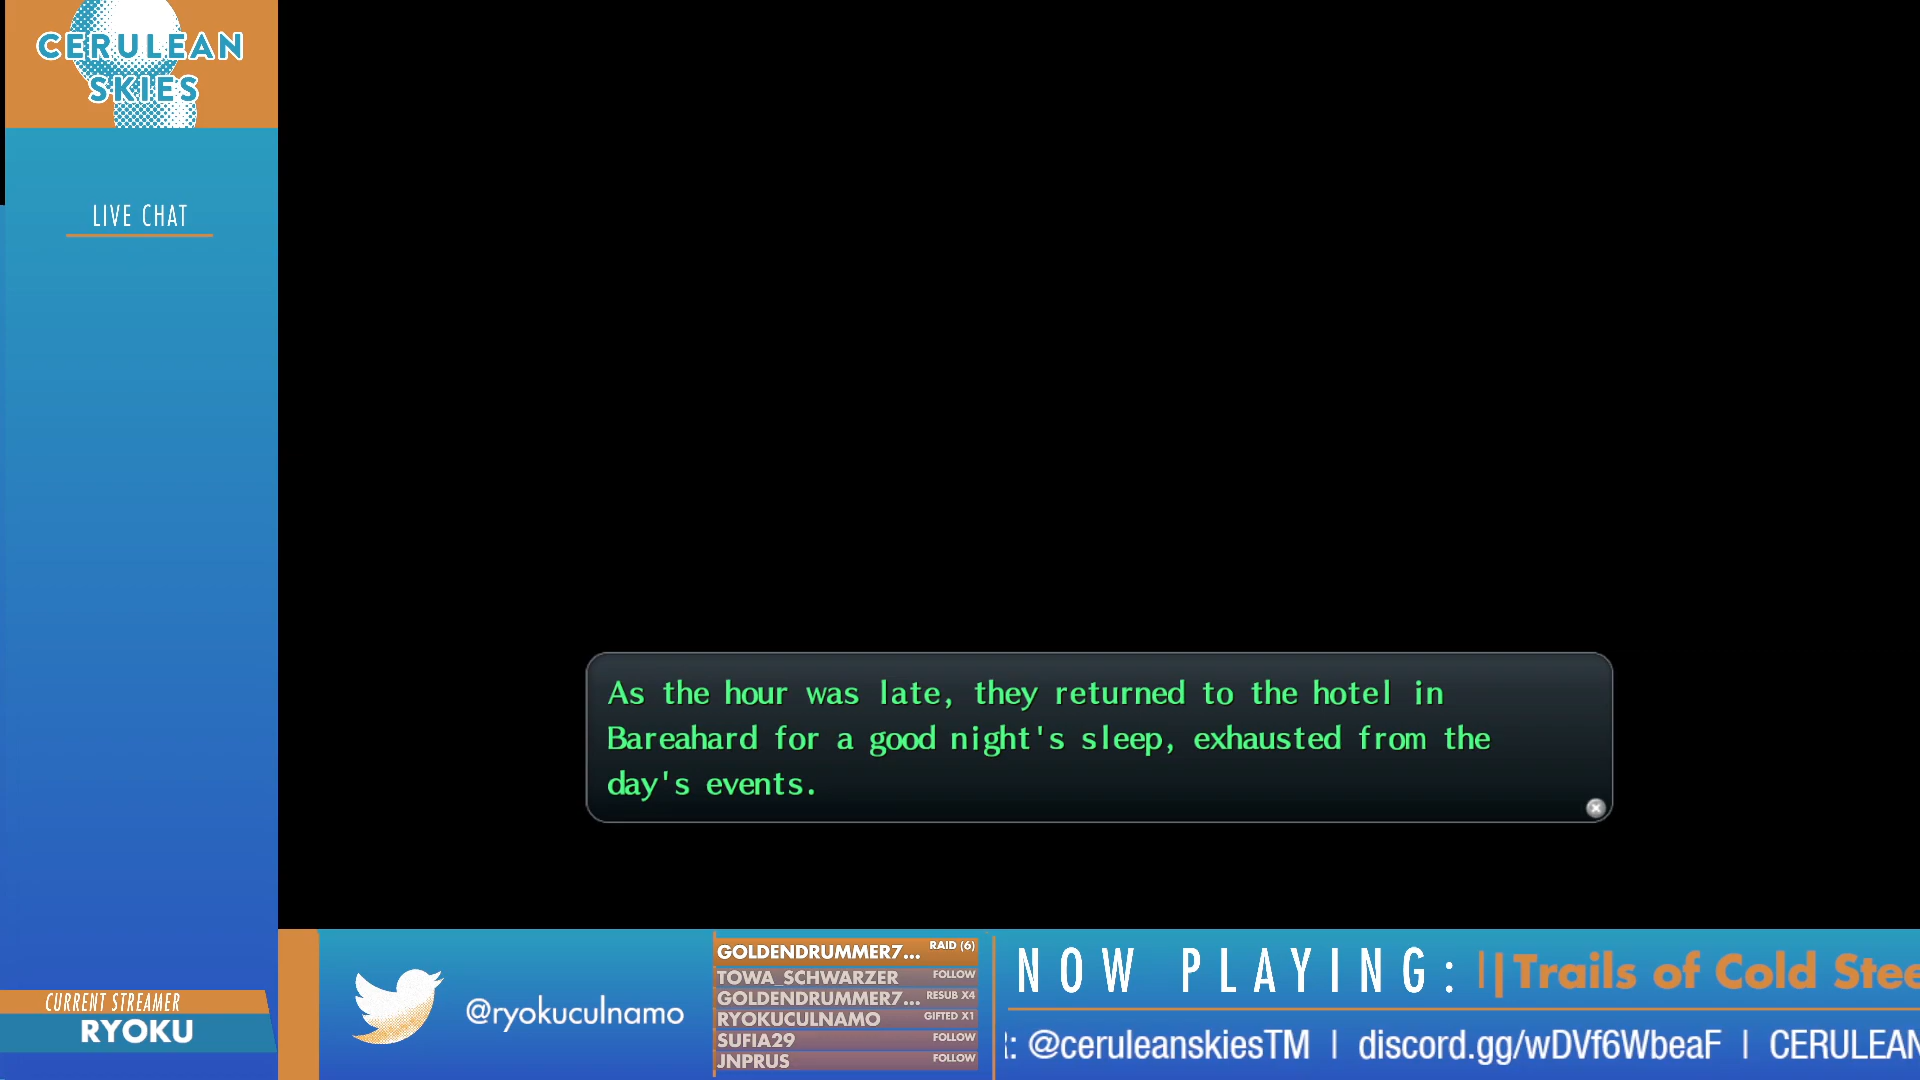 CERULEAN
SKIES
LIVE CHAT
As the hour was late, they returned to the hotel in
Bareahard for a good night's sleep, exhausted from the
day's events.
CURRENT STREAMER
RYOKU
@ryokuculnamo
GOLDENDRUMMER7... RAID (6)
TOWA_SCHWARZER FOLLOW
GOLDENDRUMMER7... RESUB X4
RYOKUCULNAMO GIFTED X1
SUFIA29 FOLLOW
JNPRUS FOLLOW
NOW PLAYING: || Trails of Cold Stee
: @ceruleanskiesTM | discord.gg/wDVf6WbeaF | CERULEAN